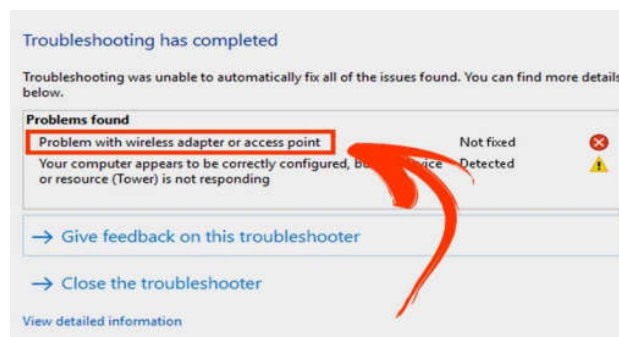 Troubleshooting has completed
Troubleshooting was unable to automatically fix all of the issues found. You can find more details
below.
Problems found
Problem with wireless adapter or access point Not fixed
Your computer appears to be correctly configured, Detected
or resource (Tower) is not responding
→ Give feedback on this troubleshooter
→ Close the troubleshooter
View detailed information